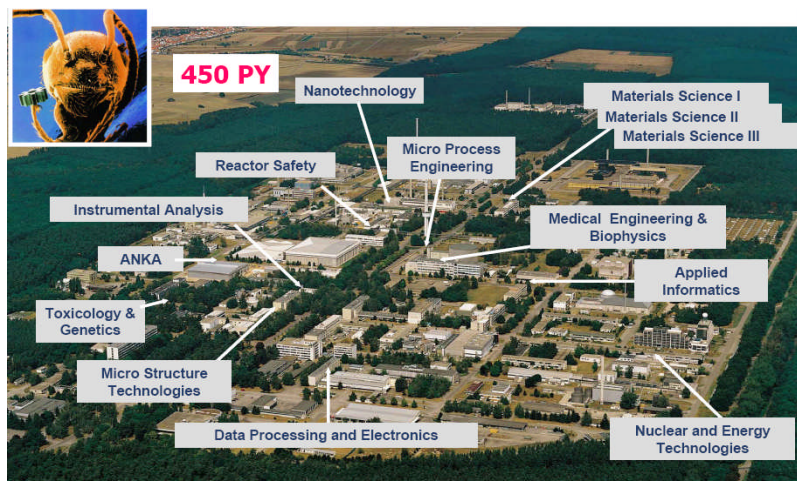 450 PY
Nanotechnology
Materials Science I
Materials Science II
Materials Science III
Micro Process
Engineering
Reactor Safety
Instrumental Analysis
Medical Engineering &
Biophysics
ANKA
Applied
Informatics
Toxicology &
Genetics
Micro Structure
Technologies
Data Processing and Electronics
Nuclear and Energy
Technologies